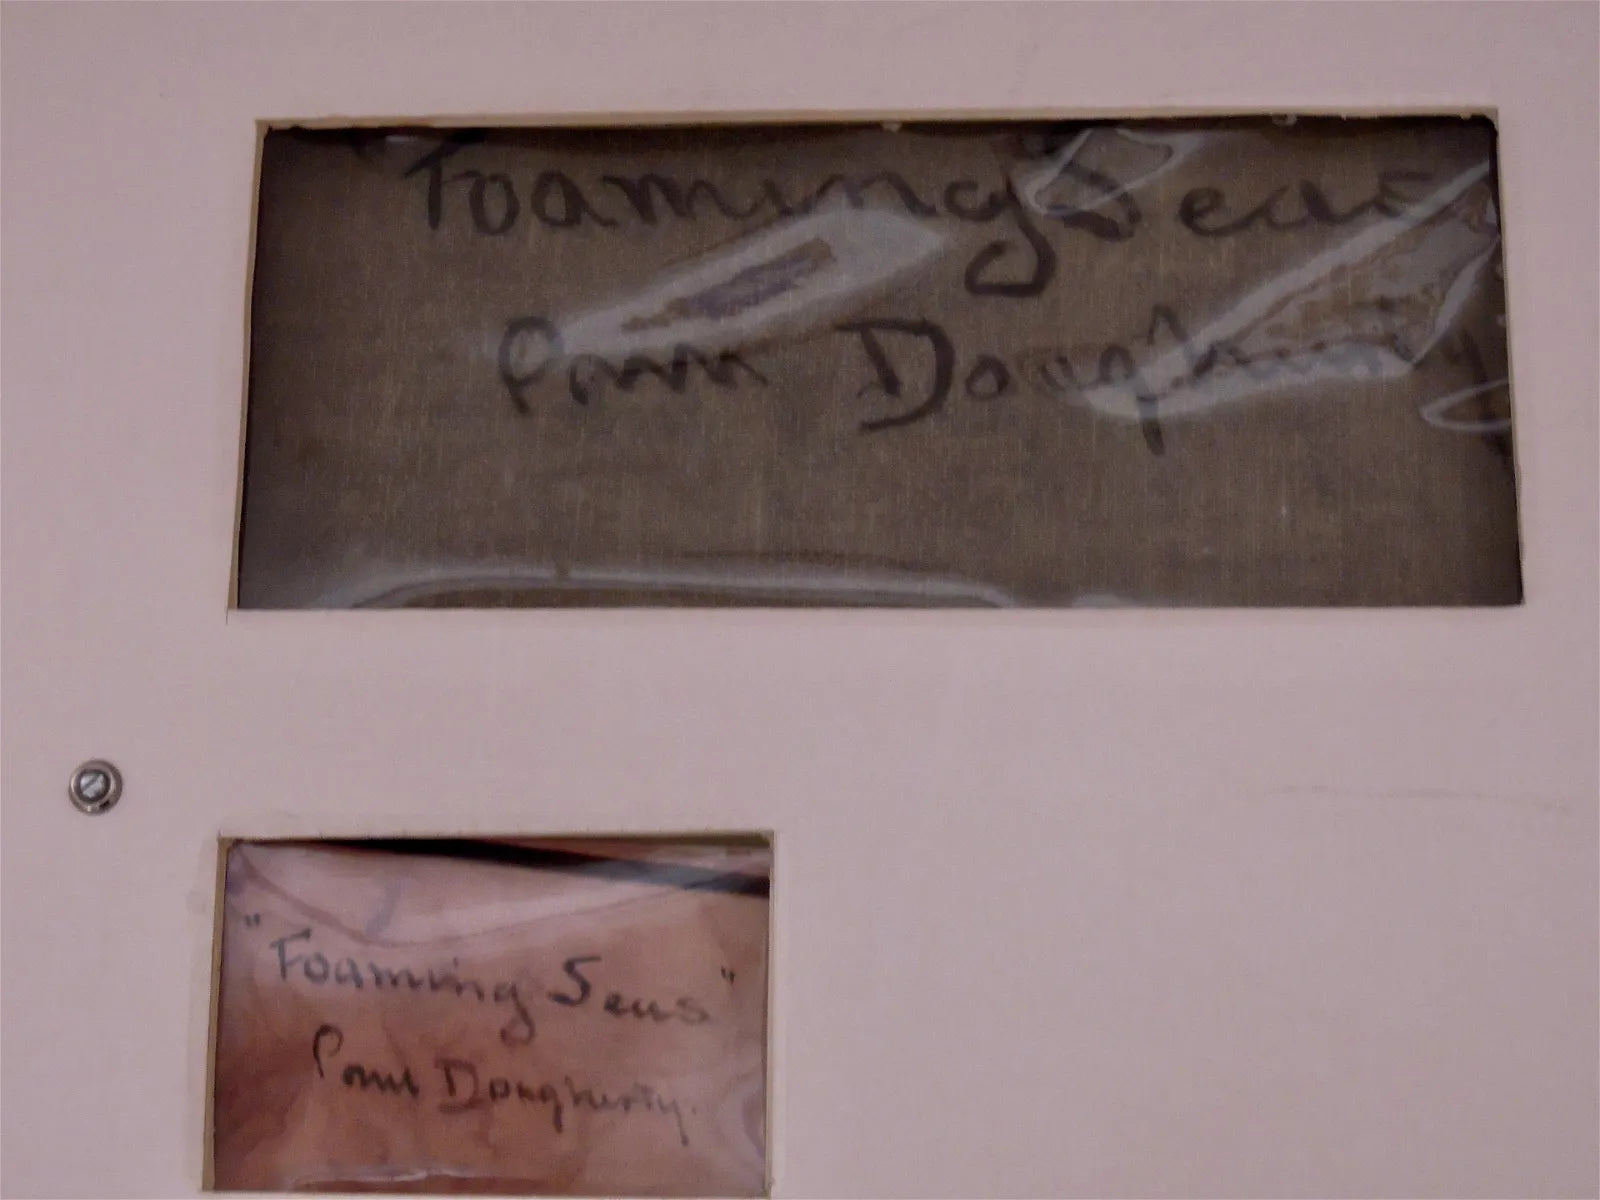 "Foaming Seas
Paul Dougherty
"Foaming Seas"
Paul Dougherty.